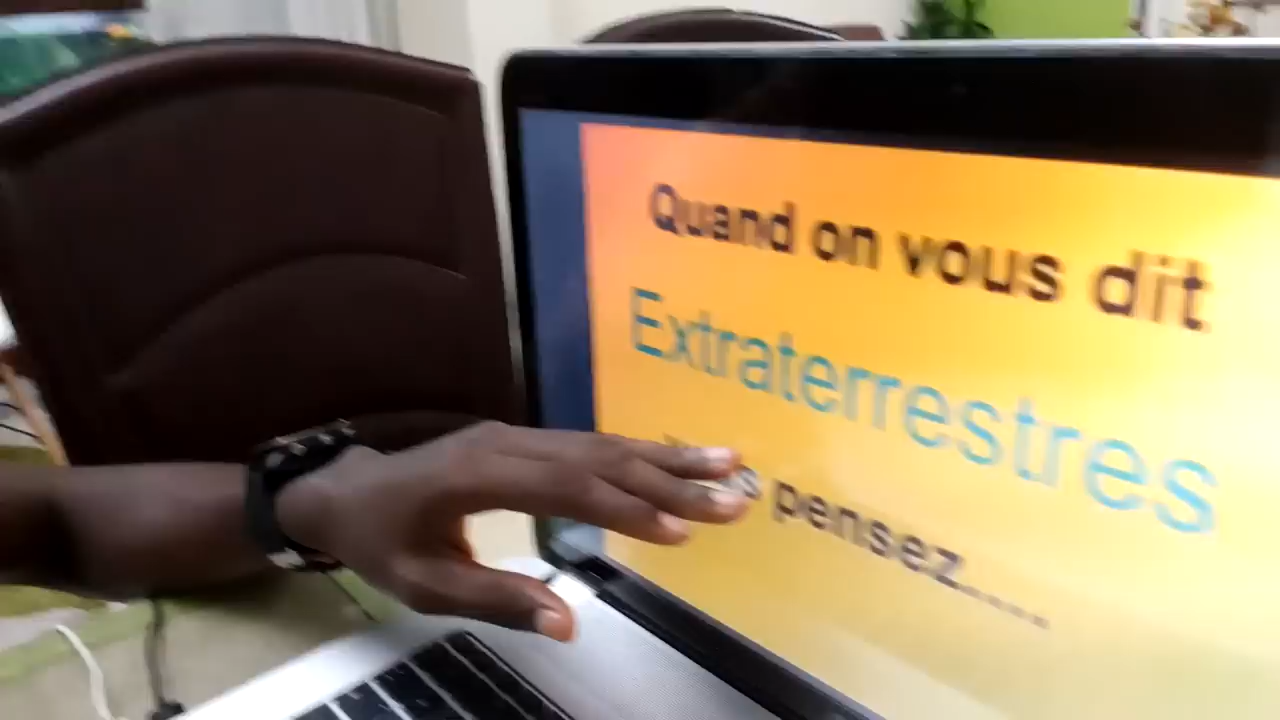 Quand on vous dit
Extraterrestres
pensez.....